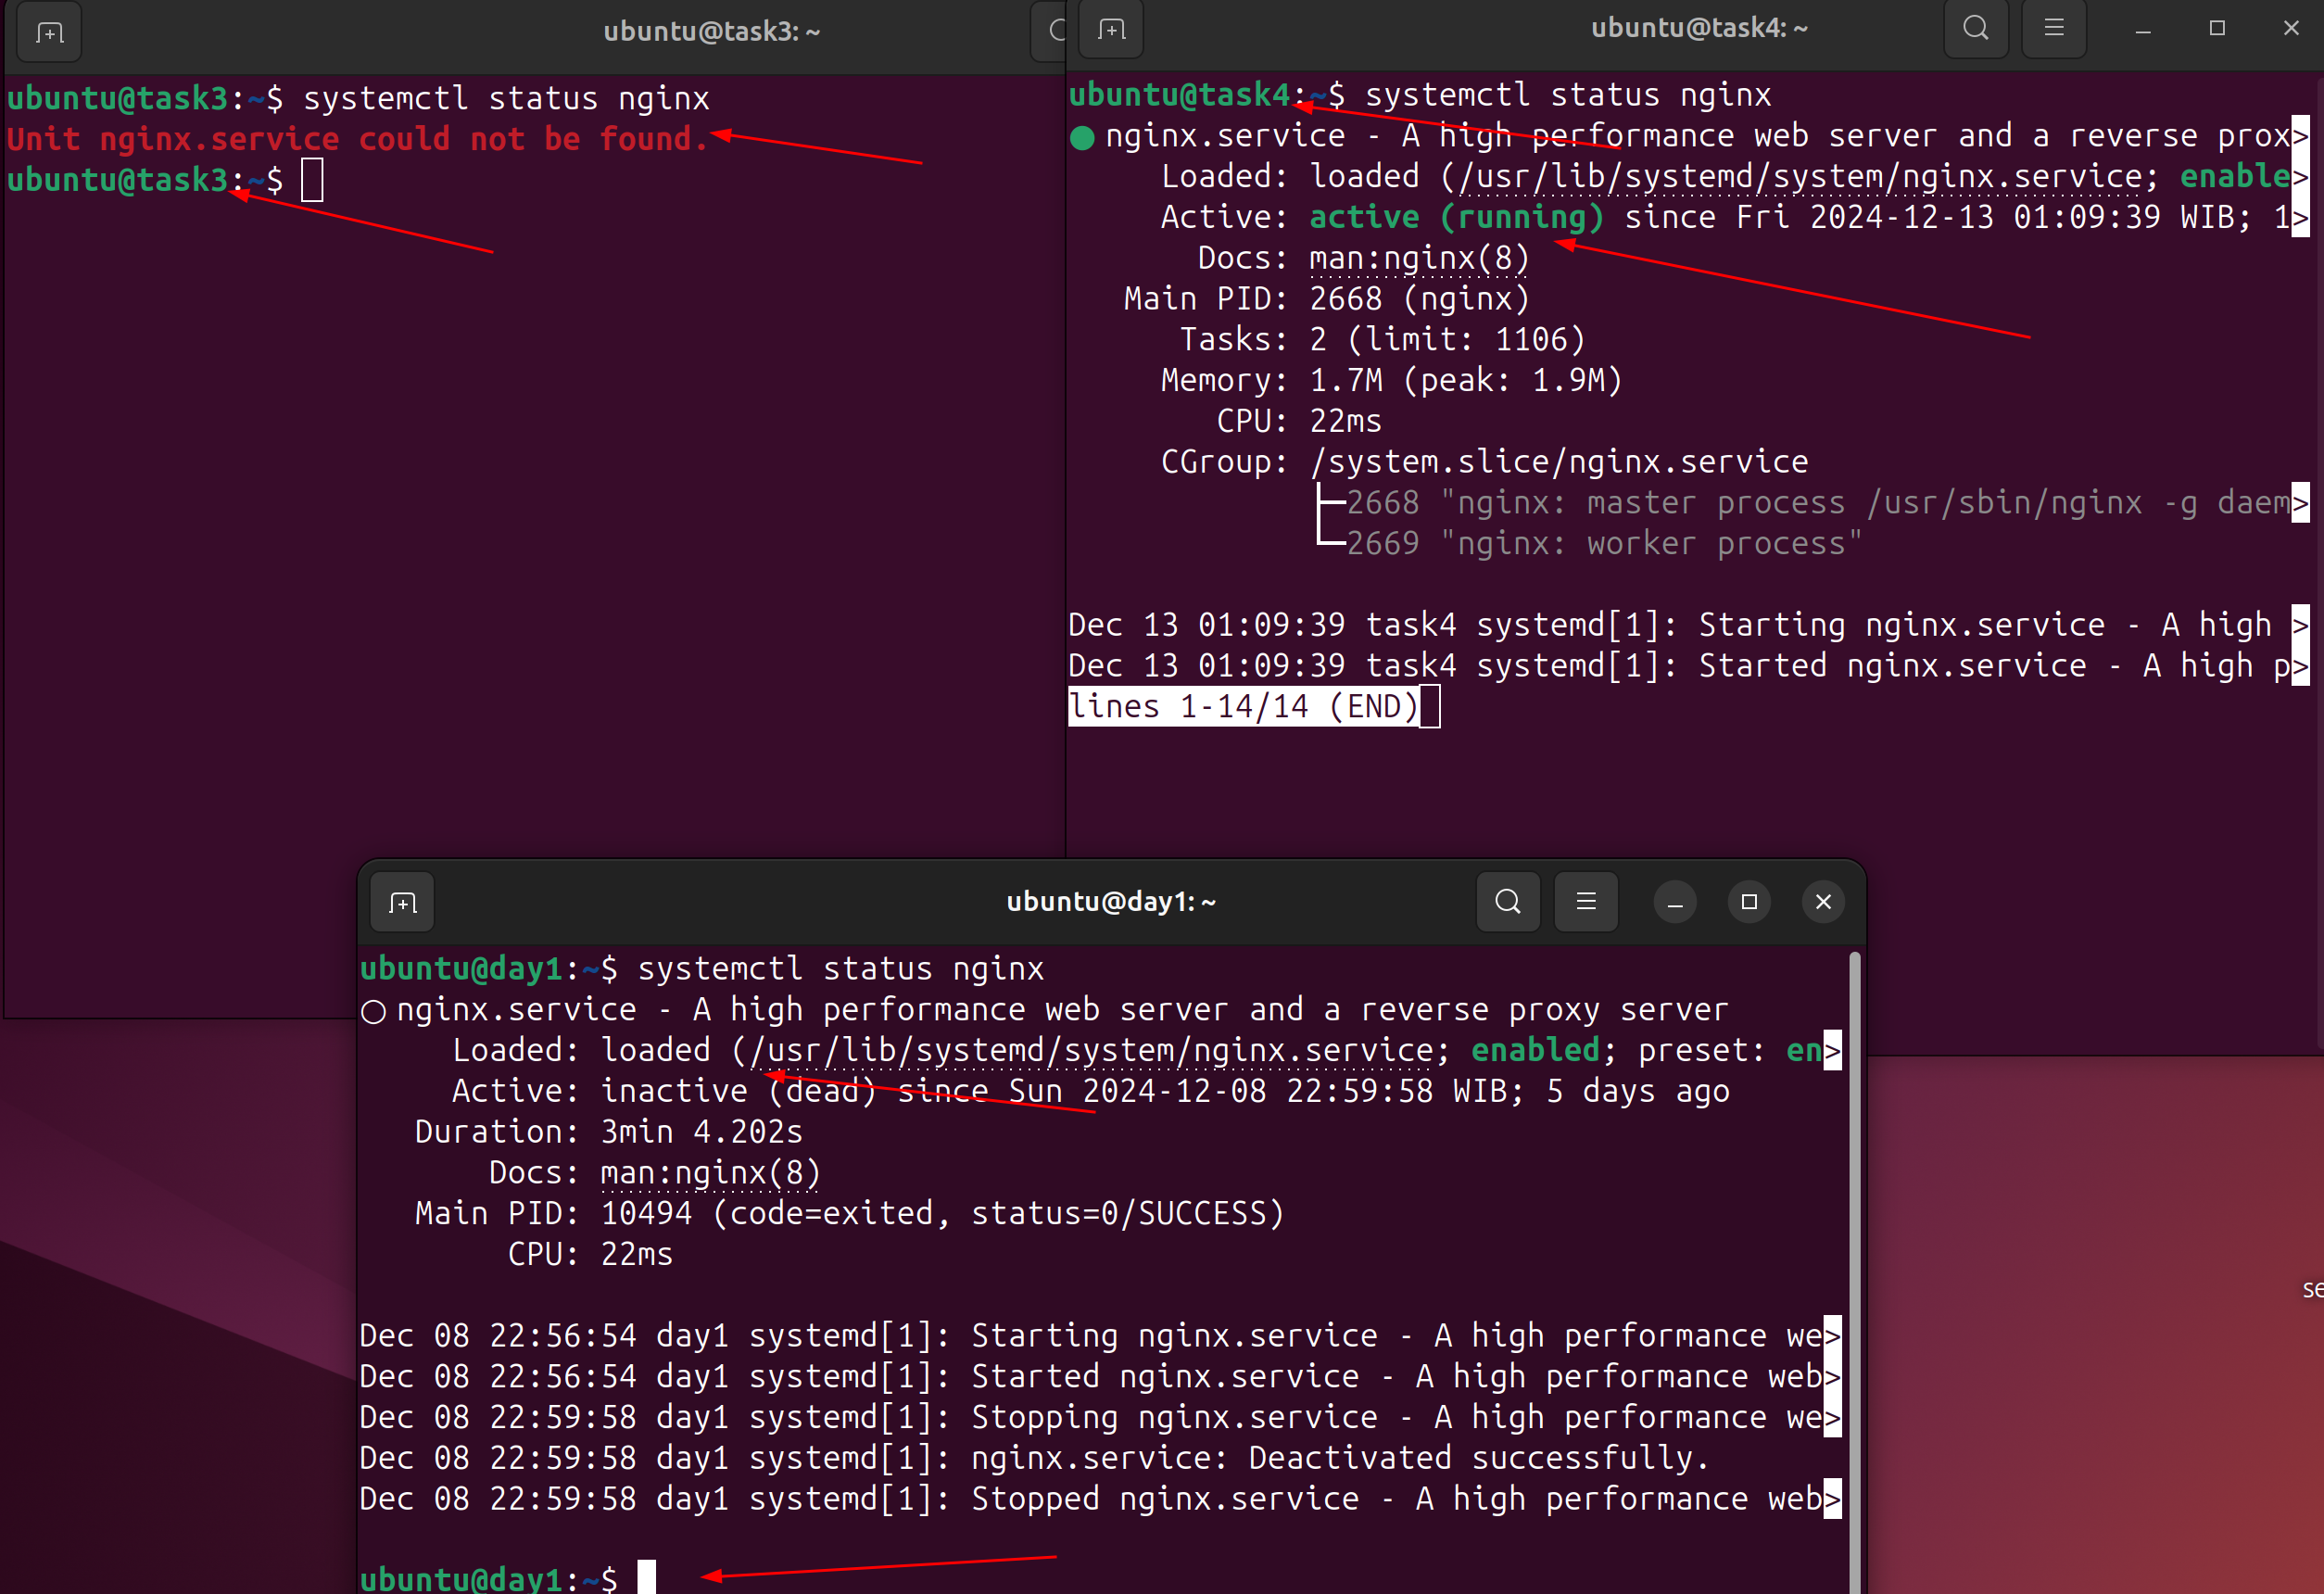 ubuntu@task3: ~
ubuntu@task3:~$ systemctl status nginx
Unit nginx.service could not be found.
ubuntu@task3:~$
ubuntu@task4: ~
ubuntu@task4:~$ systemctl status nginx
● nginx.service - A high performance web server and a reverse prox>
Loaded: loaded (/usr/lib/systemd/system/nginx.service; enable>
Active: active (running) since Fri 2024-12-13 01:09:39 WIB; 1>
Docs: man:nginx(8)
Main PID: 2668 (nginx)
Tasks: 2 (limit: 1106)
Memory: 1.7M (peak: 1.9M)
CPU: 22ms
CGroup: /system.slice/nginx.service
├─2668 "nginx: master process /usr/sbin/nginx -g daem>
└─2669 "nginx: worker process"
Dec 13 01:09:39 task4 systemd[1]: Starting nginx.service - A high >
Dec 13 01:09:39 task4 systemd[1]: Started nginx.service - A high p>
lines 1-14/14 (END)
ubuntu@day1: ~
ubuntu@day1:~$ systemctl status nginx
○ nginx.service - A high performance web server and a reverse proxy server
Loaded: loaded (/usr/lib/systemd/system/nginx.service; enabled; preset: en>
Active: inactive (dead) since Sun 2024-12-08 22:59:58 WIB; 5 days ago
Duration: 3min 4.202s
Docs: man:nginx(8)
Main PID: 10494 (code=exited, status=0/SUCCESS)
CPU: 22ms
Dec 08 22:56:54 day1 systemd[1]: Starting nginx.service - A high performance we>
Dec 08 22:56:54 day1 systemd[1]: Started nginx.service - A high performance web>
Dec 08 22:59:58 day1 systemd[1]: Stopping nginx.service - A high performance we>
Dec 08 22:59:58 day1 systemd[1]: nginx.service: Deactivated successfully.
Dec 08 22:59:58 day1 systemd[1]: Stopped nginx.service - A high performance web>
ubuntu@day1:~$